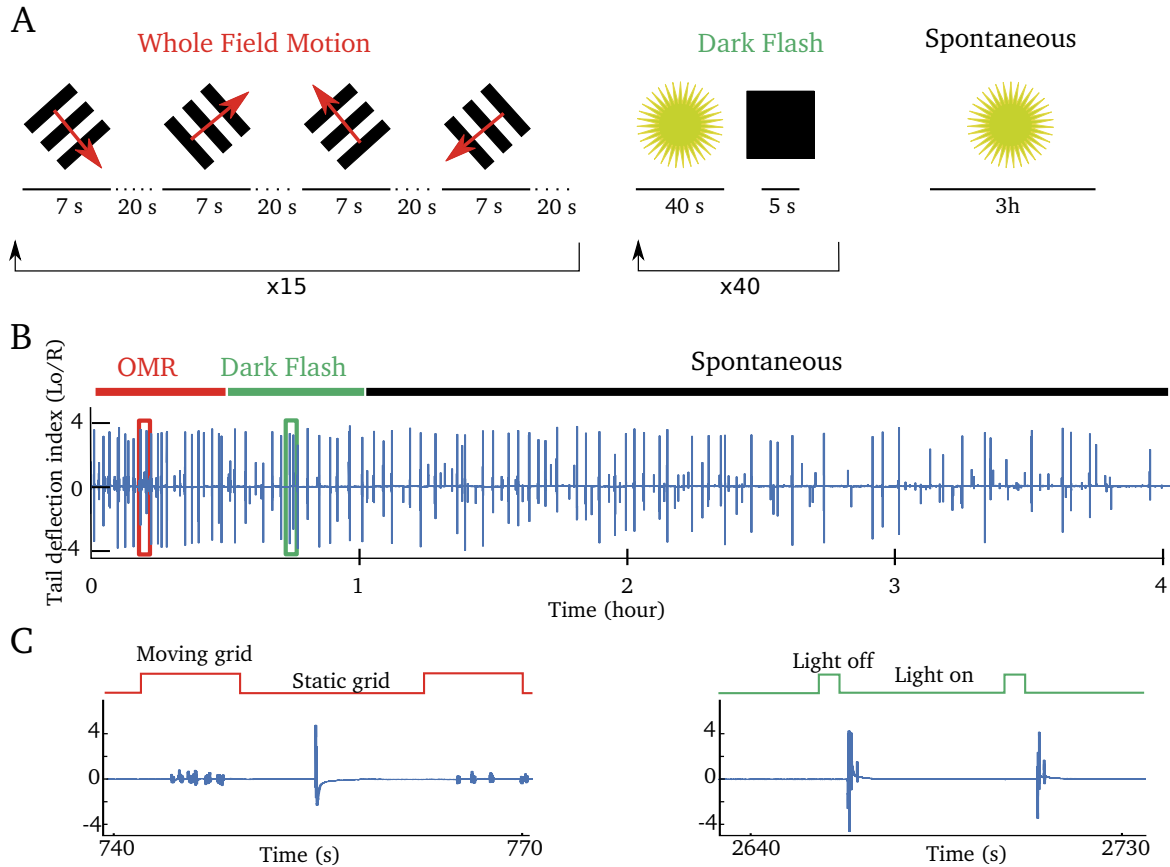 A
Whole Field Motion
Dark Flash
Spontaneous
7 s 20 s 7 s 20 s 7 s 20 s 7 s 20 s
40 s 5 s
3h
x15
x40
B
OMR
Dark Flash
Spontaneous
Tail deflection index (Lo/R)
4
0
-4
0 1 2 3 4
Time (hour)
C
Moving grid
Static grid
4
0
-4
740 770
Time (s)
Light off
Light on
4
0
-4
2640 2730
Time (s)